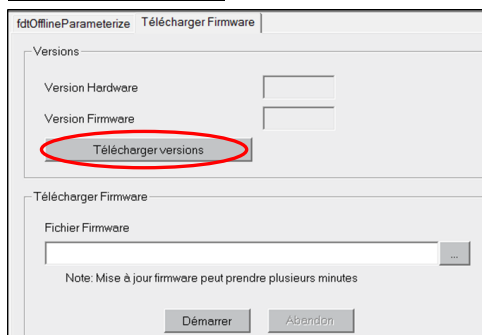 fdtOfflineParameterize Télécharger Firmware
Versions
Version Hardware
Version Firmware
Télécharger versions
Télécharger Firmware
Fichier Firmware
...
Note: Mise à jour firmware peut prendre plusieurs minutes
Démarrer Abandon